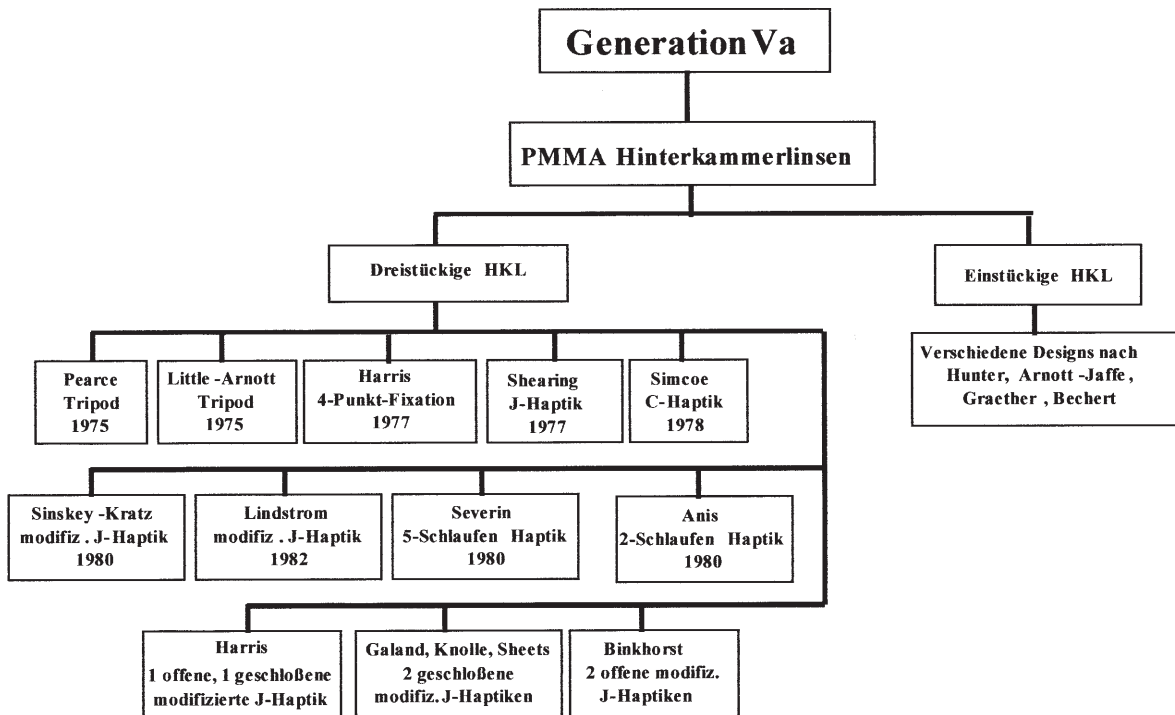 Generation Va
PMMA Hinterkammerlinsen
Dreistückige HKL
Einstückige HKL
Verschiedene Designs nach
Hunter, Arnott -Jaffe ,
Graether , Bechert
Pearce
Tripod
1975
Little -Arnott
Tripod
1975
Harris
4-Punkt-Fixation
1977
Shearing
J-Haptik
1977
Simcoe
C-Haptik
1978
Sinskey -Kratz
modifiz . J-Haptik
1980
Lindstrom
modifiz . J-Haptik
1982
Severin
5-Schlaufen Haptik
1980
Anis
2-Schlaufen Haptik
1980
Harris
1 offene, 1 geschloßene
modifizierte J-Haptik
Galand, Knolle, Sheets
2 geschloßene
modifiz. J-Haptiken
Binkhorst
2 offene modifiz.
J-Haptiken